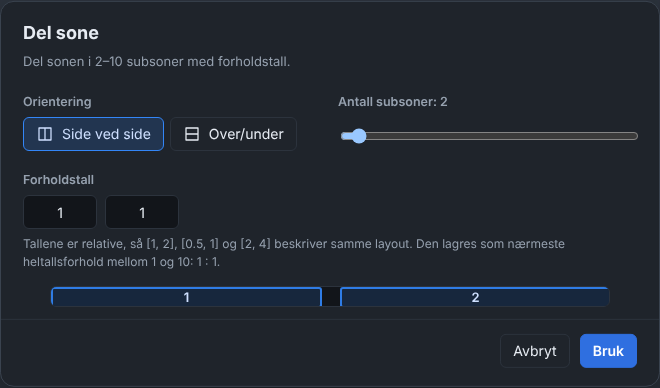 Del sone
Del sonen i 2–10 subsoner med forholdstall.
Orientering
Antall subsoner: 2
Side ved side
Over/under
Forholdstall
1
1
Tallene er relative, så [1, 2], [0.5, 1] og [2, 4] beskriver samme layout. Den lagres som nærmeste
heltallsforhold mellom 1 og 10: 1 : 1.
1
2
Avbryt
Bruk